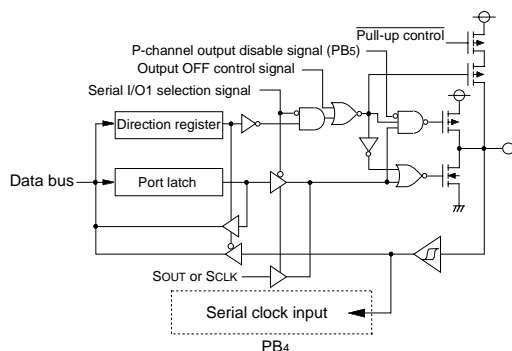 Pull-up control
P-channel output disable signal (PB5)
Output OFF control signal
Serial I/O1 selection signal
Direction register
Data bus
Port latch
SOUT or SCLK
Serial clock input
PB4